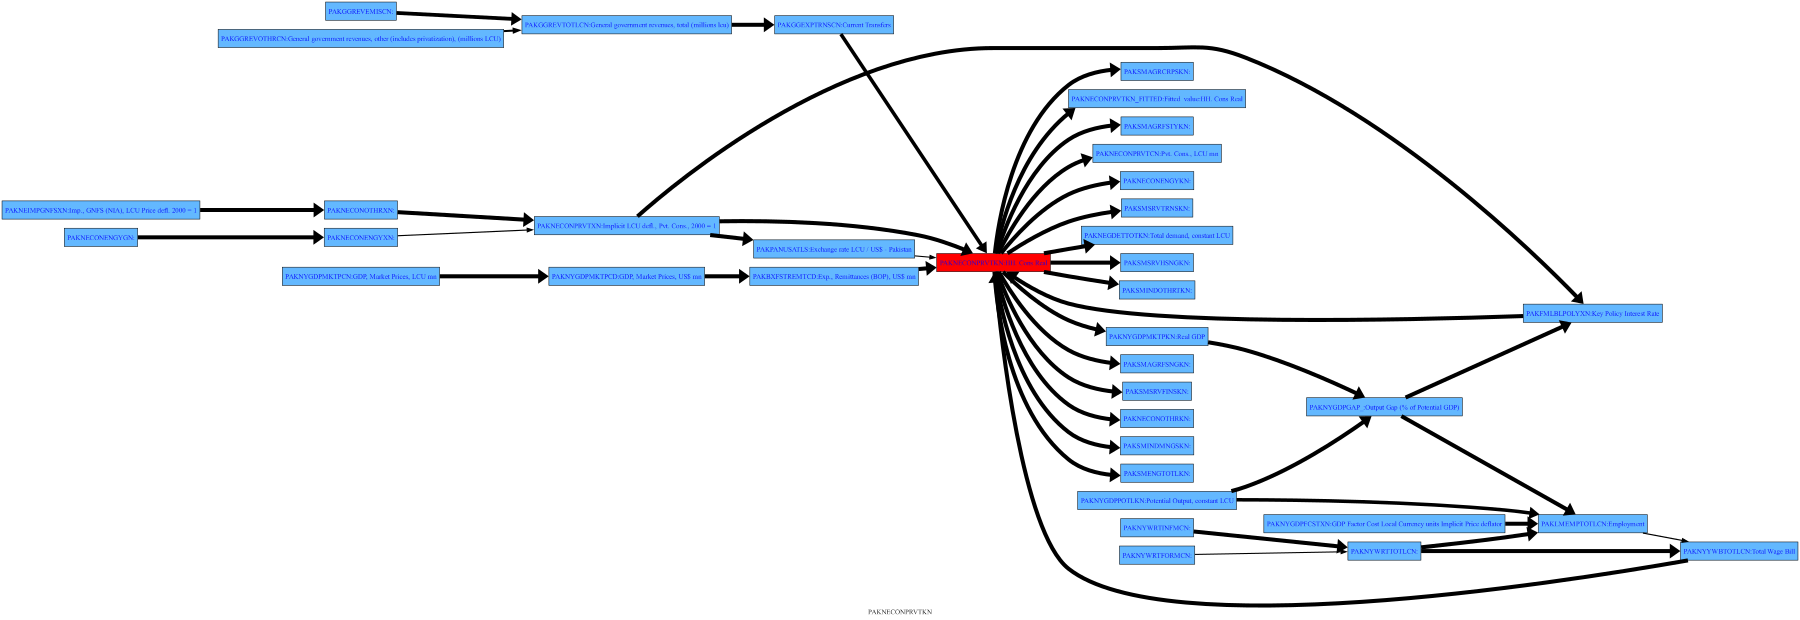 PAKGGREVEMISCN:
PAKGGREVTOTLCN:General government revenues, total (millions lcu)
PAKGGEXPTRNSCN:Current Transfers
PAKGGREVOTHRCN:General government revenues, other (includes privatization), (millions LCU)
PAKSMAGRCRPSKN:
PAKNECONPRVTKN_FITTED:Fitted value:HH. Cons Real
PAKSMAGRFSTYKN:
PAKNECONPRVTCN:Pvt. Cons., LCU mn
PAKNECONENGYKN:
PAKSMSRVTRNSKN:
PAKNEIMPGNFSXN:Imp., GNFS (NIA), LCU Price defl. 2000 = 1
PAKNECONOTHRXN:
PAKNECONPRVTXN:Implicit LCU defl., Pvt. Cons., 2000 = 1
PAKNECONENGYGN:
PAKNECONENGYXN:
PAKNEGDETTOTKN:Total demand, constant LCU
PAKPANUSATLS:Exchange rate LCU / US$ - Pakistan
PAKNECONPRVTKN:HH. Cons Real
PAKSMSRVHSNGKN:
PAKNYGDPMKTPCN:GDP, Market Prices, LCU mn
PAKNYGDPMKTPCD:GDP, Market Prices, US$ mn
PAKBXFSTREMTCD:Exp., Remittances (BOP), US$ mn
PAKSMINDOTHRTKN:
PAKFMLBLPOLYXN:Key Policy Interest Rate
PAKNYGDPMKTPKN:Real GDP
PAKSMAGRFSNGKN:
PAKSMSRVFINSKN:
PAKNYGDPGAP_:Output Gap (% of Potential GDP)
PAKNECONOTHRKN:
PAKSMINDMNGSKN:
PAKSMENGTOTLKN:
PAKNYGDPPOTLKN:Potential Output, constant LCU
PAKNYWRTINFMCN:
PAKNYGDPFCSTXN:GDP Factor Cost Local Currency units Implicit Price deflator
PAKLMEMPTOTLCN:Employment
PAKNYWRTFORMCN:
PAKNYWRTTOTLCN:
PAKNYYWBTOTLCN:Total Wage Bill
PAKNECONPRVTKN